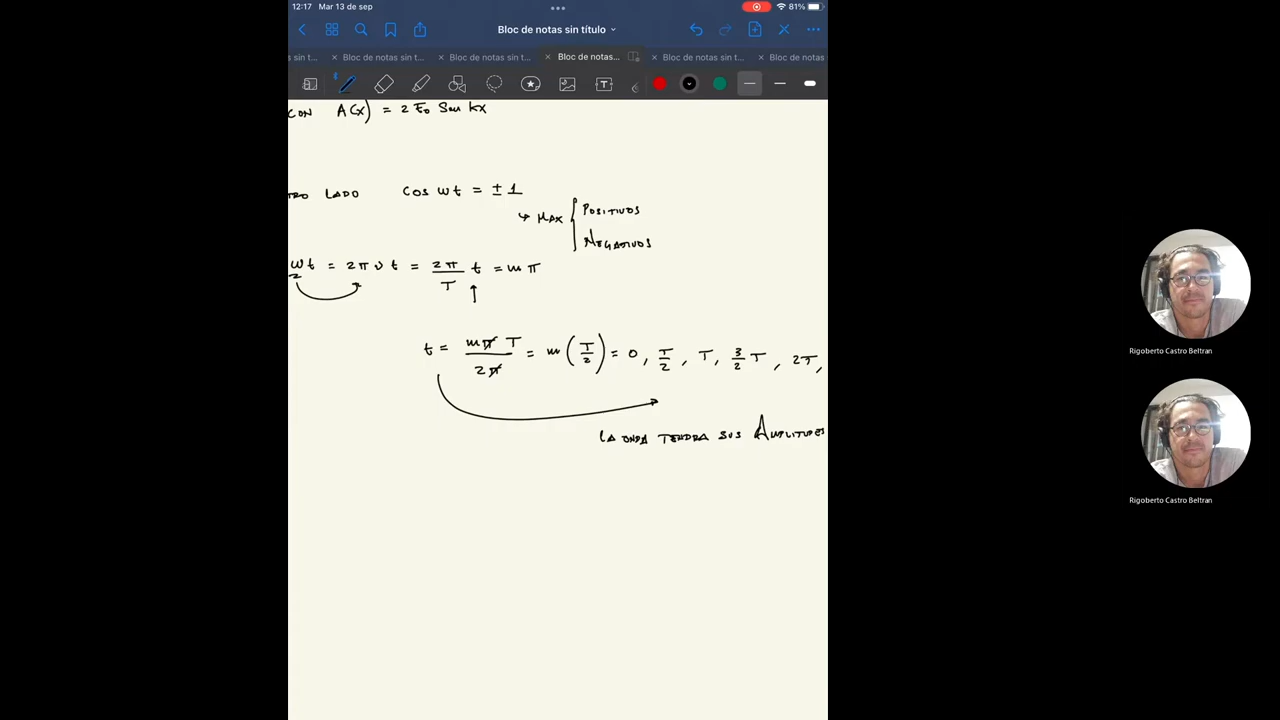 12:17 Mar 13 de sep 81%
Bloc de notas sin título
s sin t... Bloc de notas sin t... Bloc de notas sin t... Bloc de notas... Bloc de notas sin t... Bloc de notas
CON A(x) = 2 E₀ Sen kx
TRO LADO cos ωt = ± 1
↳ MAX { POSITIVOS
NEGATIVOS
ωt = 2π ν t = 2π/T t = m π
t = mπ T / 2π = m (T/2) = 0, T/2, T, 3/2 T, 2T,
LA ONDA TENDRA SUS AMPLITUDES
Rigoberto Castro Beltran
Rigoberto Castro Beltran